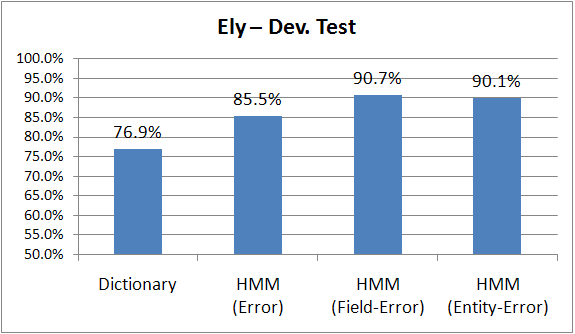 Ely – Dev. Test
100.0%
95.0%
90.0%
85.0%
80.0%
75.0%
70.0%
65.0%
60.0%
55.0%
50.0%
76.9%
85.5%
90.7%
90.1%
Dictionary
HMM
(Error)
HMM
(Field-Error)
HMM
(Entity-Error)